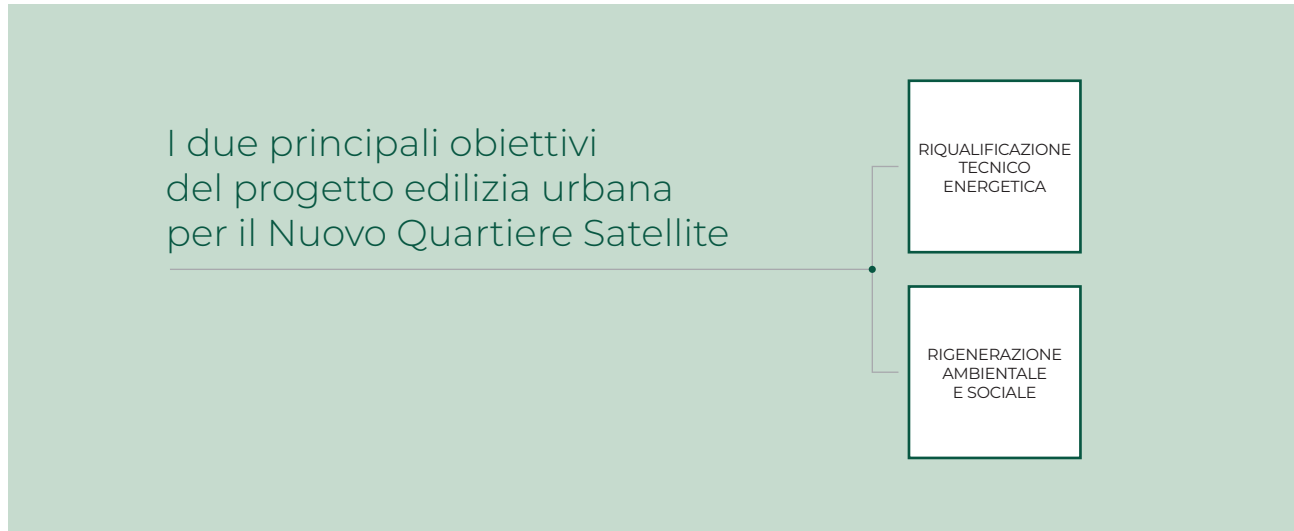 I due principali obiettivi
del progetto edilizia urbana
per il Nuovo Quartiere Satellite
RIQUALIFICAZIONE
TECNICO
ENERGETICA
RIGENERAZIONE
AMBIENTALE
E SOCIALE